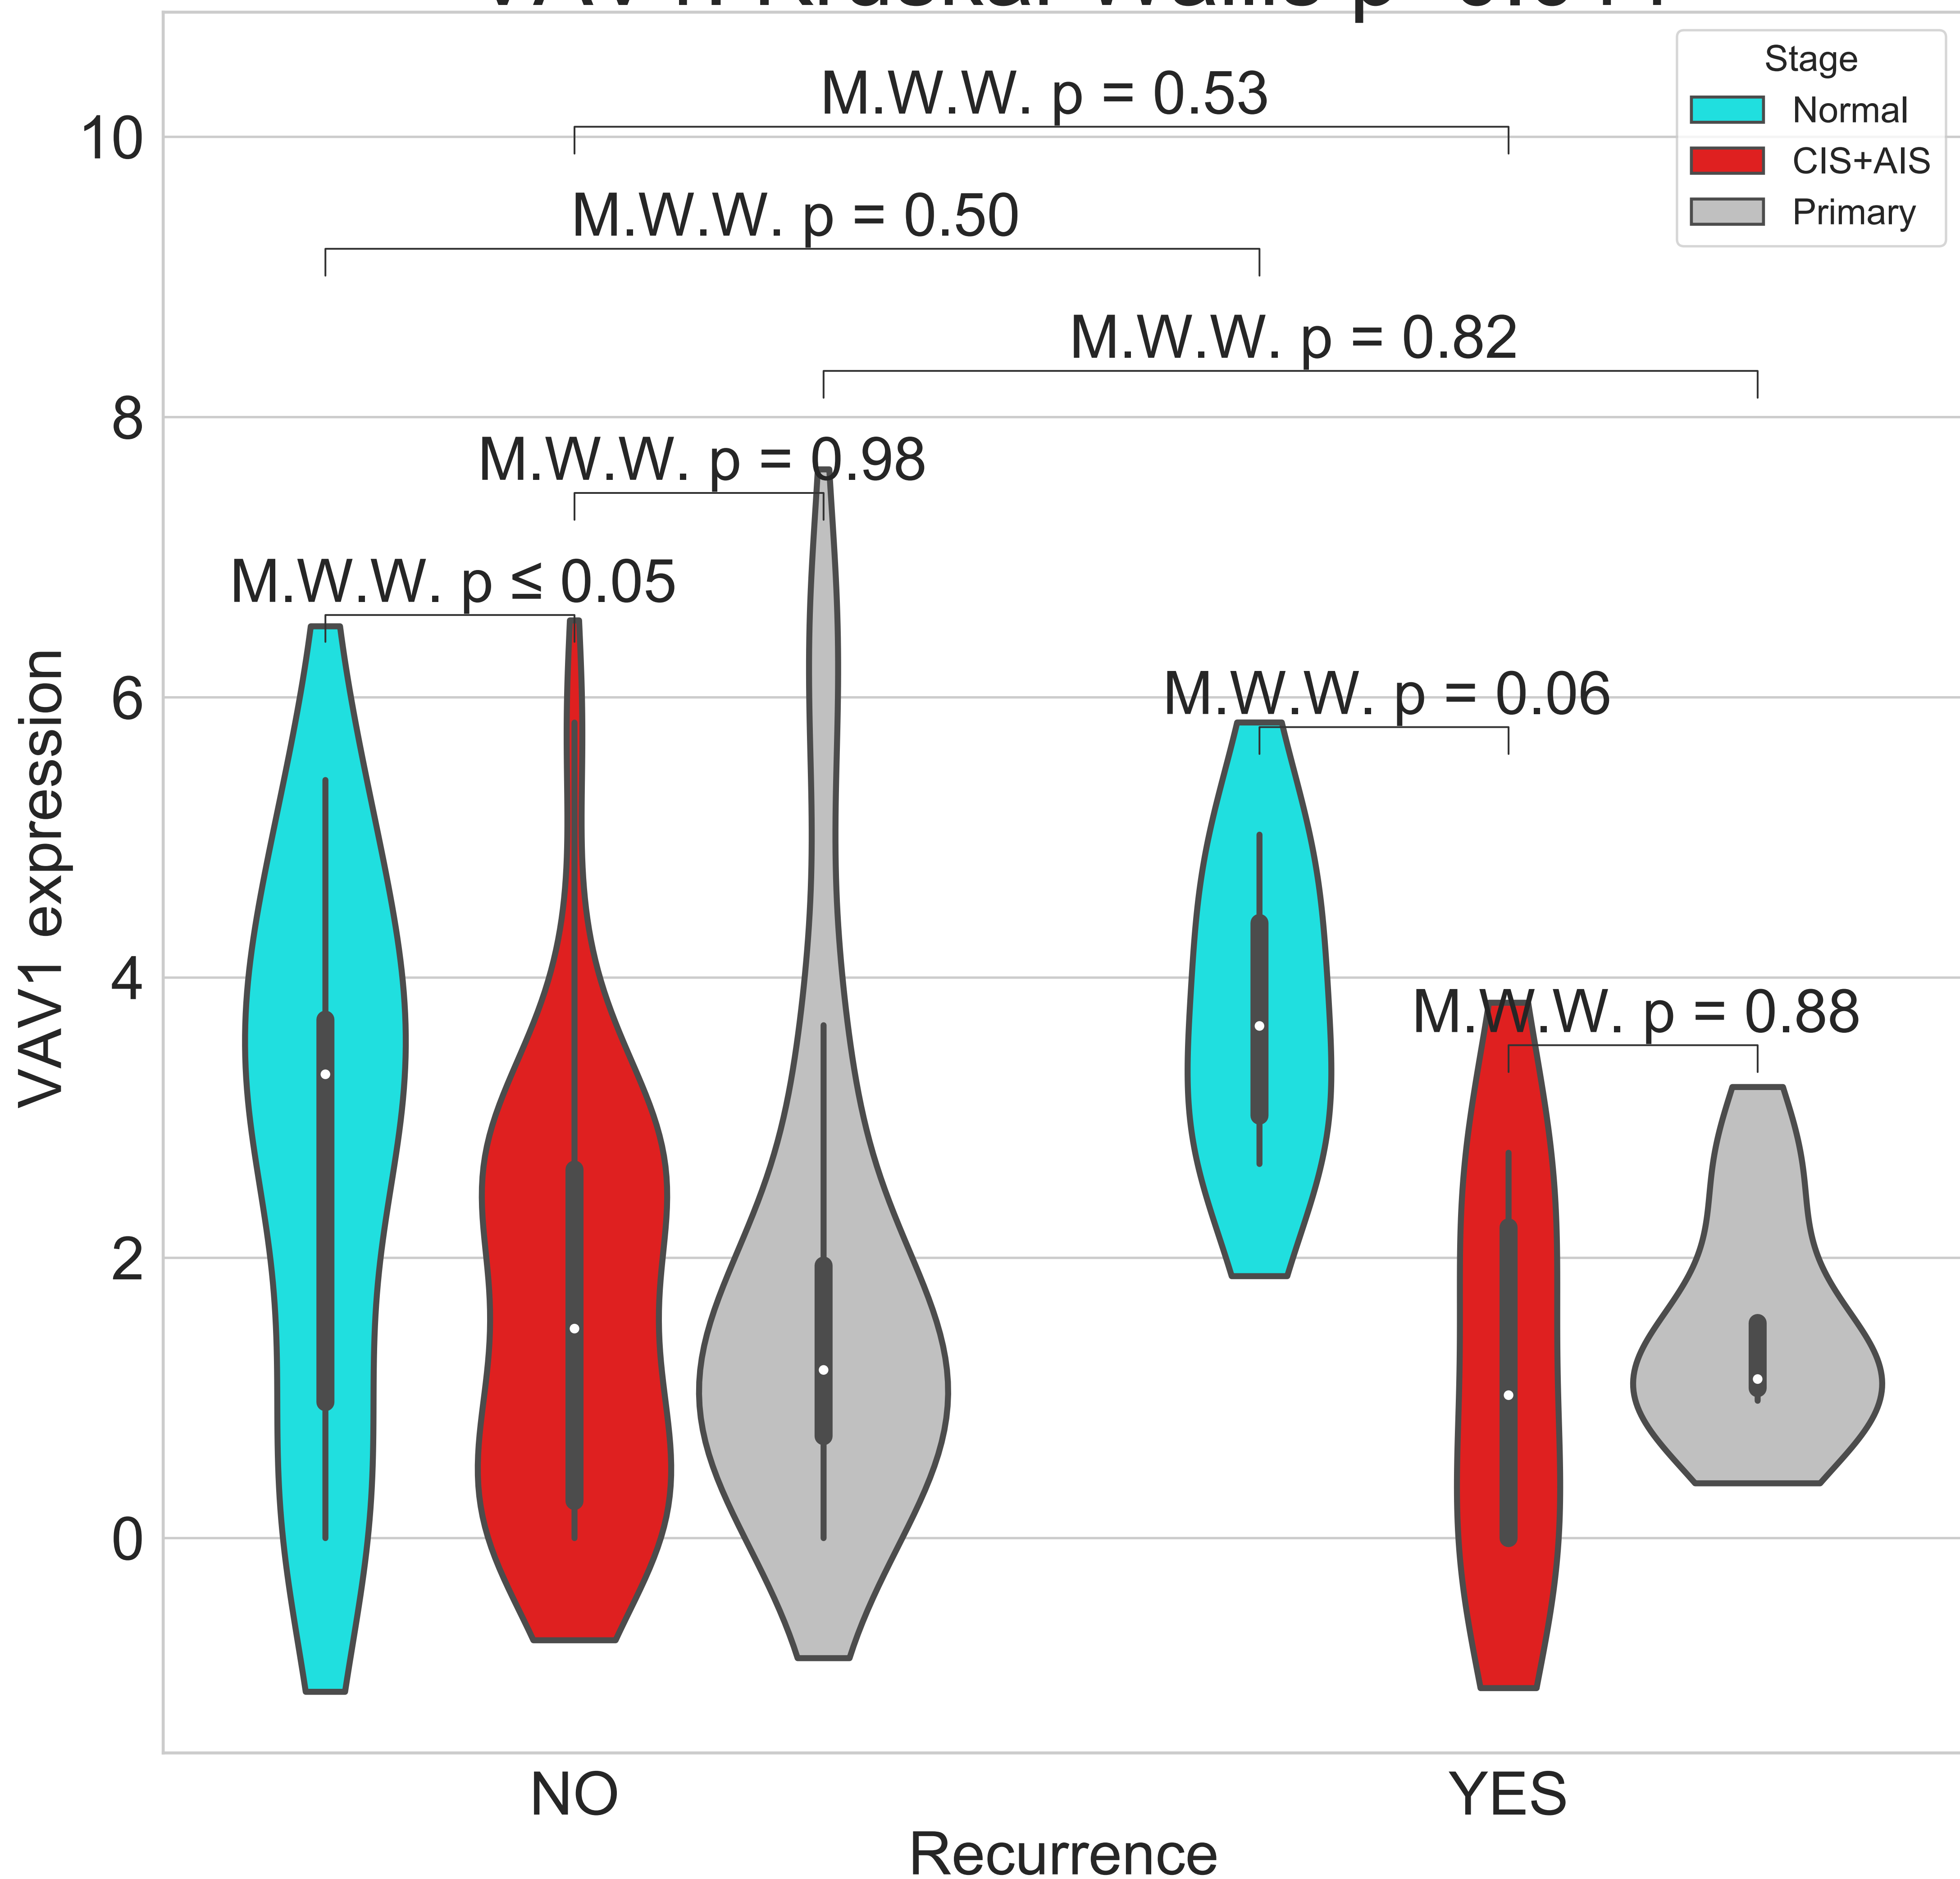 Stage
Normal
CIS+AIS
Primary
M.W.W. p = 0.53
M.W.W. p = 0.50
M.W.W. p = 0.82
M.W.W. p = 0.98
M.W.W. p ≤ 0.05
M.W.W. p = 0.06
M.W.W. p = 0.88
10
8
6
4
2
0
VAV1 expression
NO
YES
Recurrence